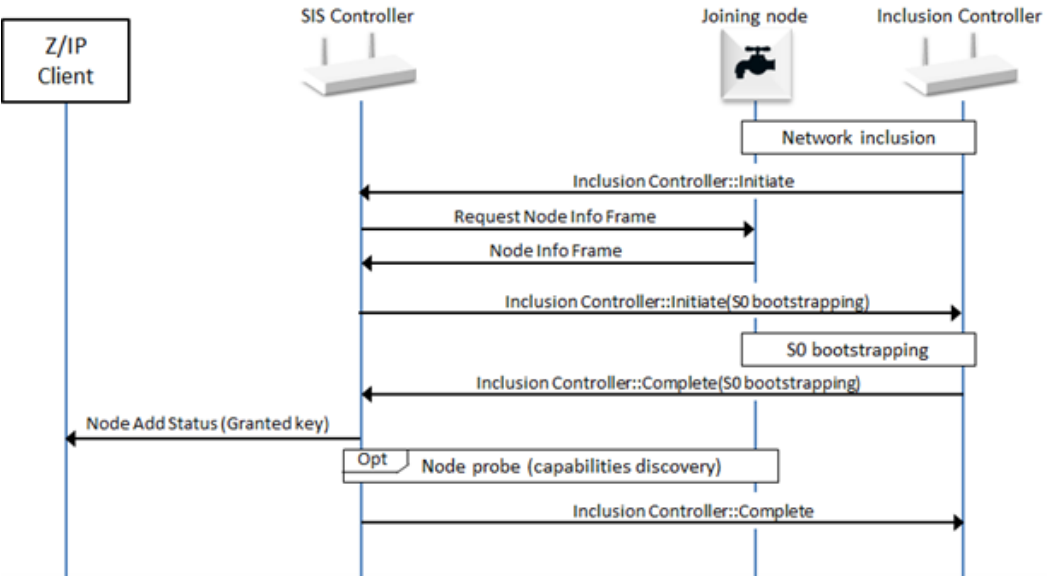 SIS Controller
Joining node
Inclusion Controller
Z/IP
Client
Network inclusion
Inclusion Controller::Initiate
Request Node Info Frame
Node Info Frame
Inclusion Controller::Initiate(S0 bootstrapping)
S0 bootstrapping
Inclusion Controller::Complete(S0 bootstrapping)
Node Add Status (Granted key)
Opt
Node probe (capabilities discovery)
Inclusion Controller::Complete